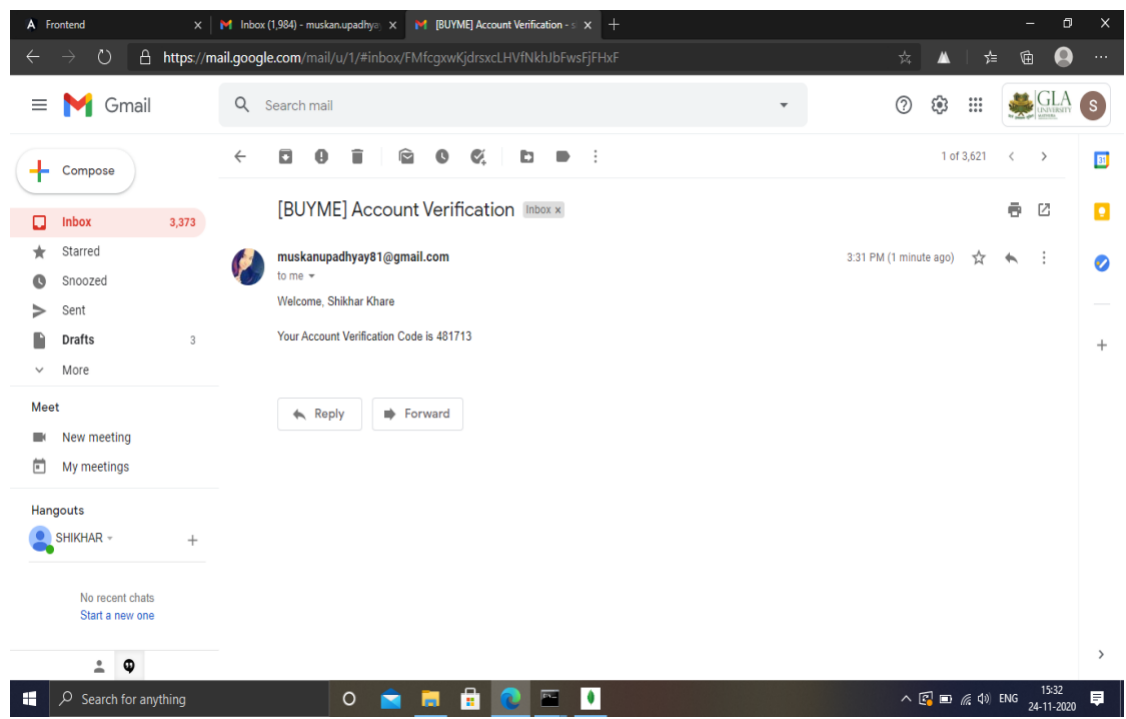 Frontend
Inbox (1,984) - muskan.upadhya
[BUYME] Account Verification - s
https://mail.google.com/mail/u/1/#inbox/FMfcgxwKjdrsxcLHVfNkhJbFwsFjFHxF
Gmail
Search mail
GLA
UNIVERSITY
S
Compose
1 of 3,621
31
[BUYME] Account Verification Inbox x
Inbox 3,373
Starred
muskanupadhyay81@gmail.com
3:31 PM (1 minute ago)
to me
Snoozed
Welcome, Shikhar Khare
Sent
Drafts 3
Your Account Verification Code is 481713
More
Meet
Reply
Forward
New meeting
My meetings
Hangouts
SHIKHAR
No recent chats
Start a new one
Search for anything
ENG
15:32
24-11-2020